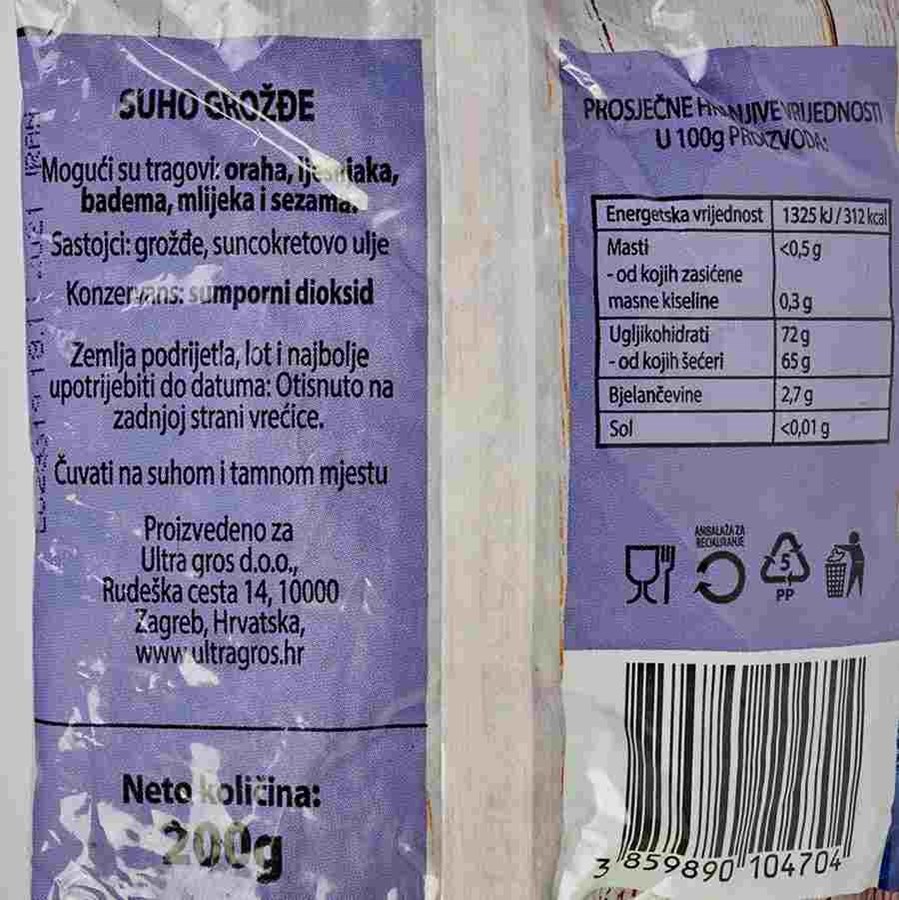 SUHO GROŽĐE
Mogući su tragovi: oraha, lješnjaka,
badema, mlijeka i sezama.
Sastojci: grožđe, suncokretovo ulje
Konzervans: sumporni dioksid
Zemlja podrijetla, lot i najbolje
upotrijebiti do datuma: Otisnuto na
zadnjoj strani vrećice.
Čuvati na suhom i tamnom mjestu
Proizvedeno za
Ultra gros d.o.o.,
Rudeška cesta 14, 10000
Zagreb, Hrvatska,
www.ultragros.hr
Neto količina:
200g
PROSJEČNE HRANJIVE VRIJEDNOSTI
U 100g PROIZVODA:
Energetska vrijednost 1325 kJ / 312 kcal
Masti <0,5 g
- od kojih zasićene
masne kiseline 0,3 g
Ugljikohidrati 72 g
- od kojih šećeri 65 g
Bjelančevine 2,7 g
Sol <0,01 g
AMBALAŽA ZA
RECIKLIRANJE
5
PP
3 859890 104704